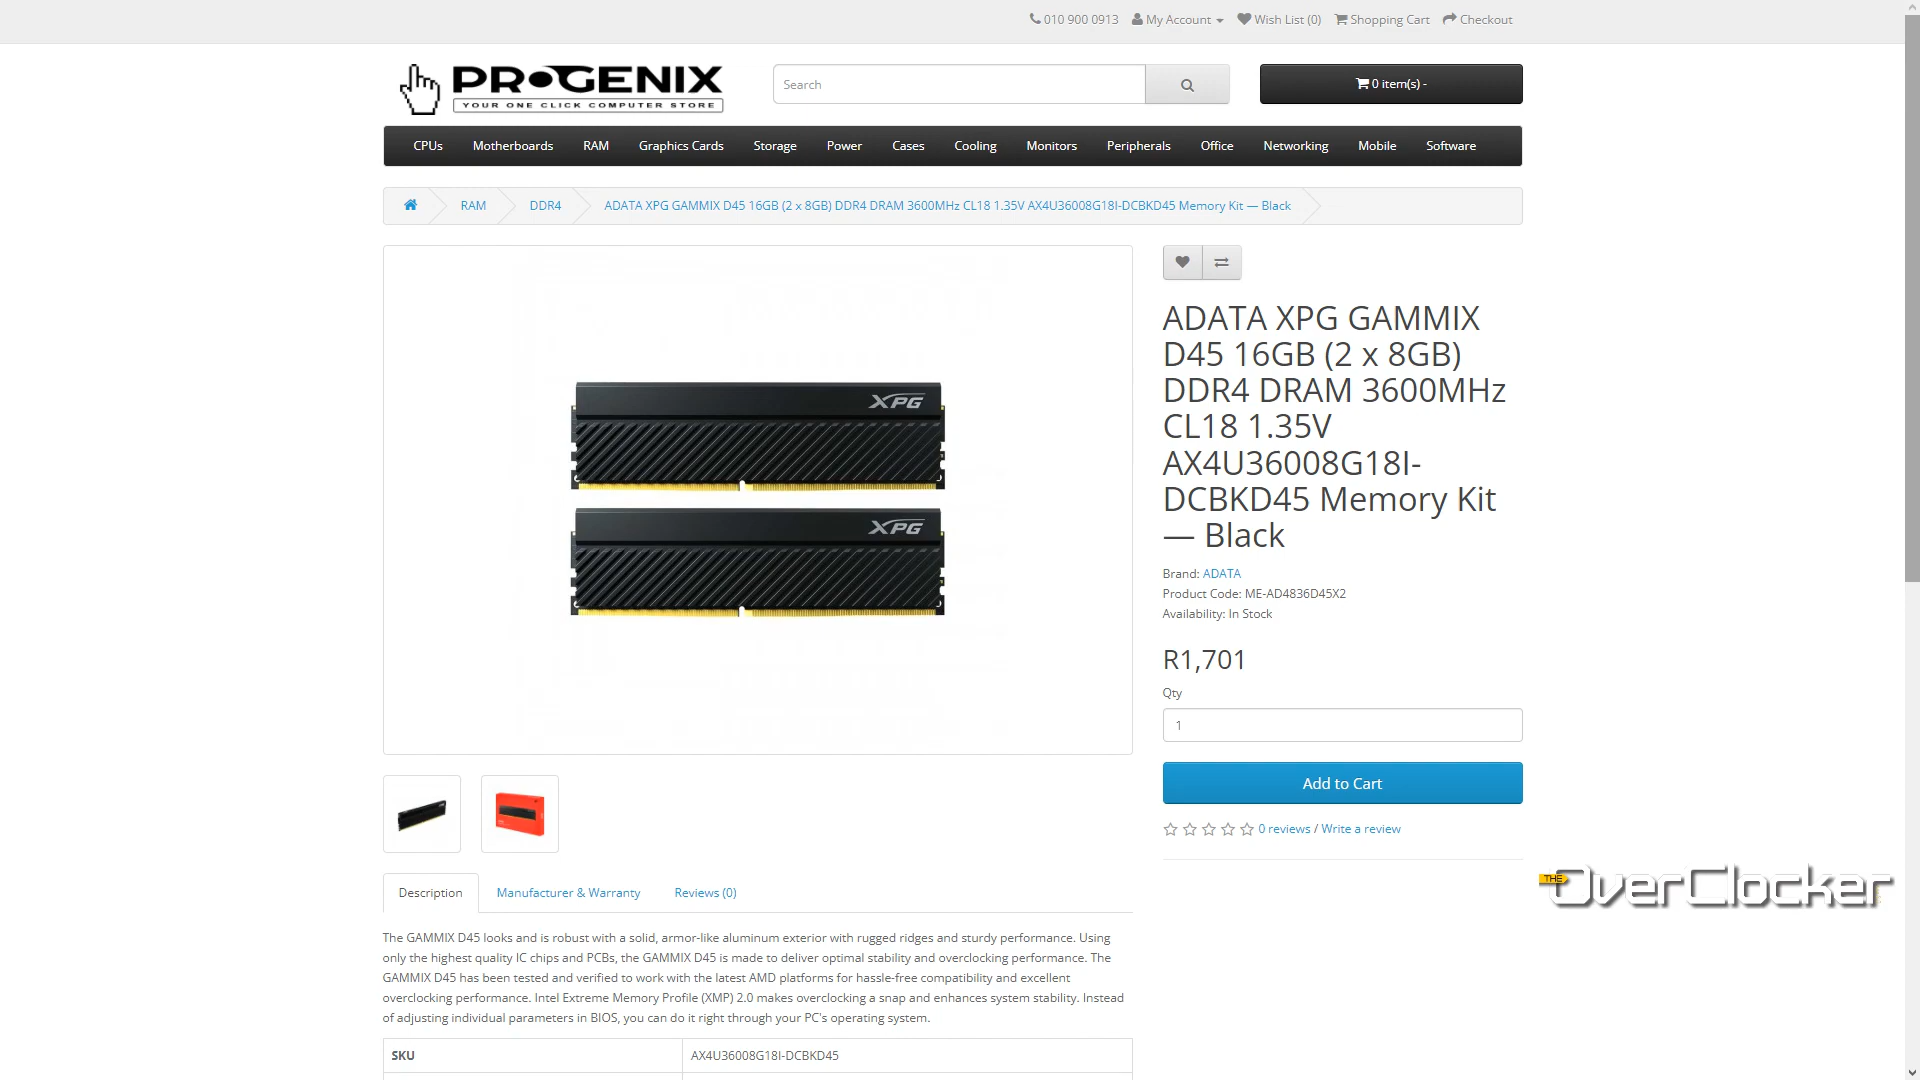 010 900 0913 My Account Wish List (0) Shopping Cart Checkout
PROGENIX
YOUR ONE CLICK COMPUTER STORE
Search
0 item(s) -
CPUs Motherboards RAM Graphics Cards Storage Power Cases Cooling Monitors Peripherals Office Networking Mobile Software
RAM DDR4 ADATA XPG GAMMIX D45 16GB (2 x 8GB) DDR4 DRAM 3600MHz CL18 1.35V AX4U36008G18I-DCBKD45 Memory Kit — Black
XPG
XPG
ADATA XPG GAMMIX
D45 16GB (2 x 8GB)
DDR4 DRAM 3600MHz
CL18 1.35V
AX4U36008G18I-
DCBKD45 Memory Kit
— Black
Brand: ADATA
Product Code: ME-AD4836D45X2
Availability: In Stock
R1,701
Qty
1
Add to Cart
0 reviews / Write a review
THE OverClocker
Description Manufacturer & Warranty Reviews (0)
The GAMMIX D45 looks and is robust with a solid, armor-like aluminum exterior with rugged ridges and sturdy performance. Using
only the highest quality IC chips and PCBs, the GAMMIX D45 is made to deliver optimal stability and overclocking performance. The
GAMMIX D45 has been tested and verified to work with the latest AMD platforms for hassle-free compatibility and excellent
overclocking performance. Intel Extreme Memory Profile (XMP) 2.0 makes overclocking a snap and enhances system stability. Instead
of adjusting individual parameters in BIOS, you can do it right through your PC's operating system.
SKU AX4U36008G18I-DCBKD45